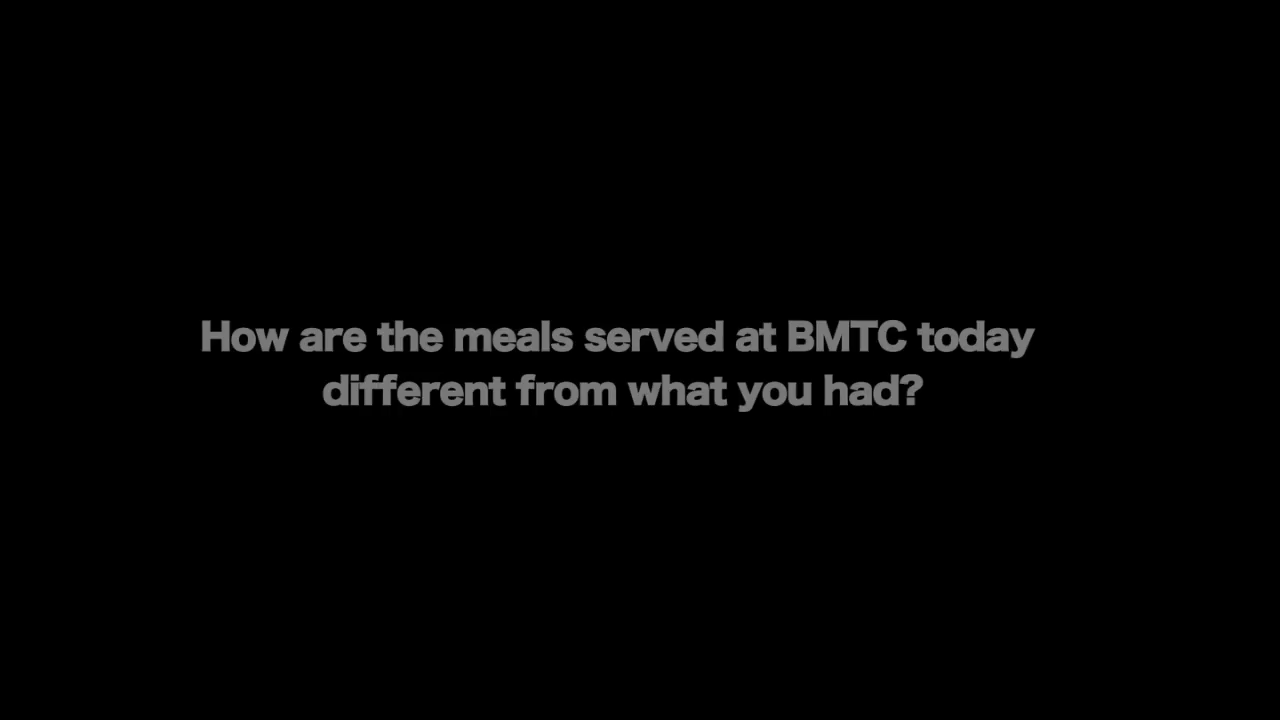 How are the meals served at BMTC today
different from what you had?